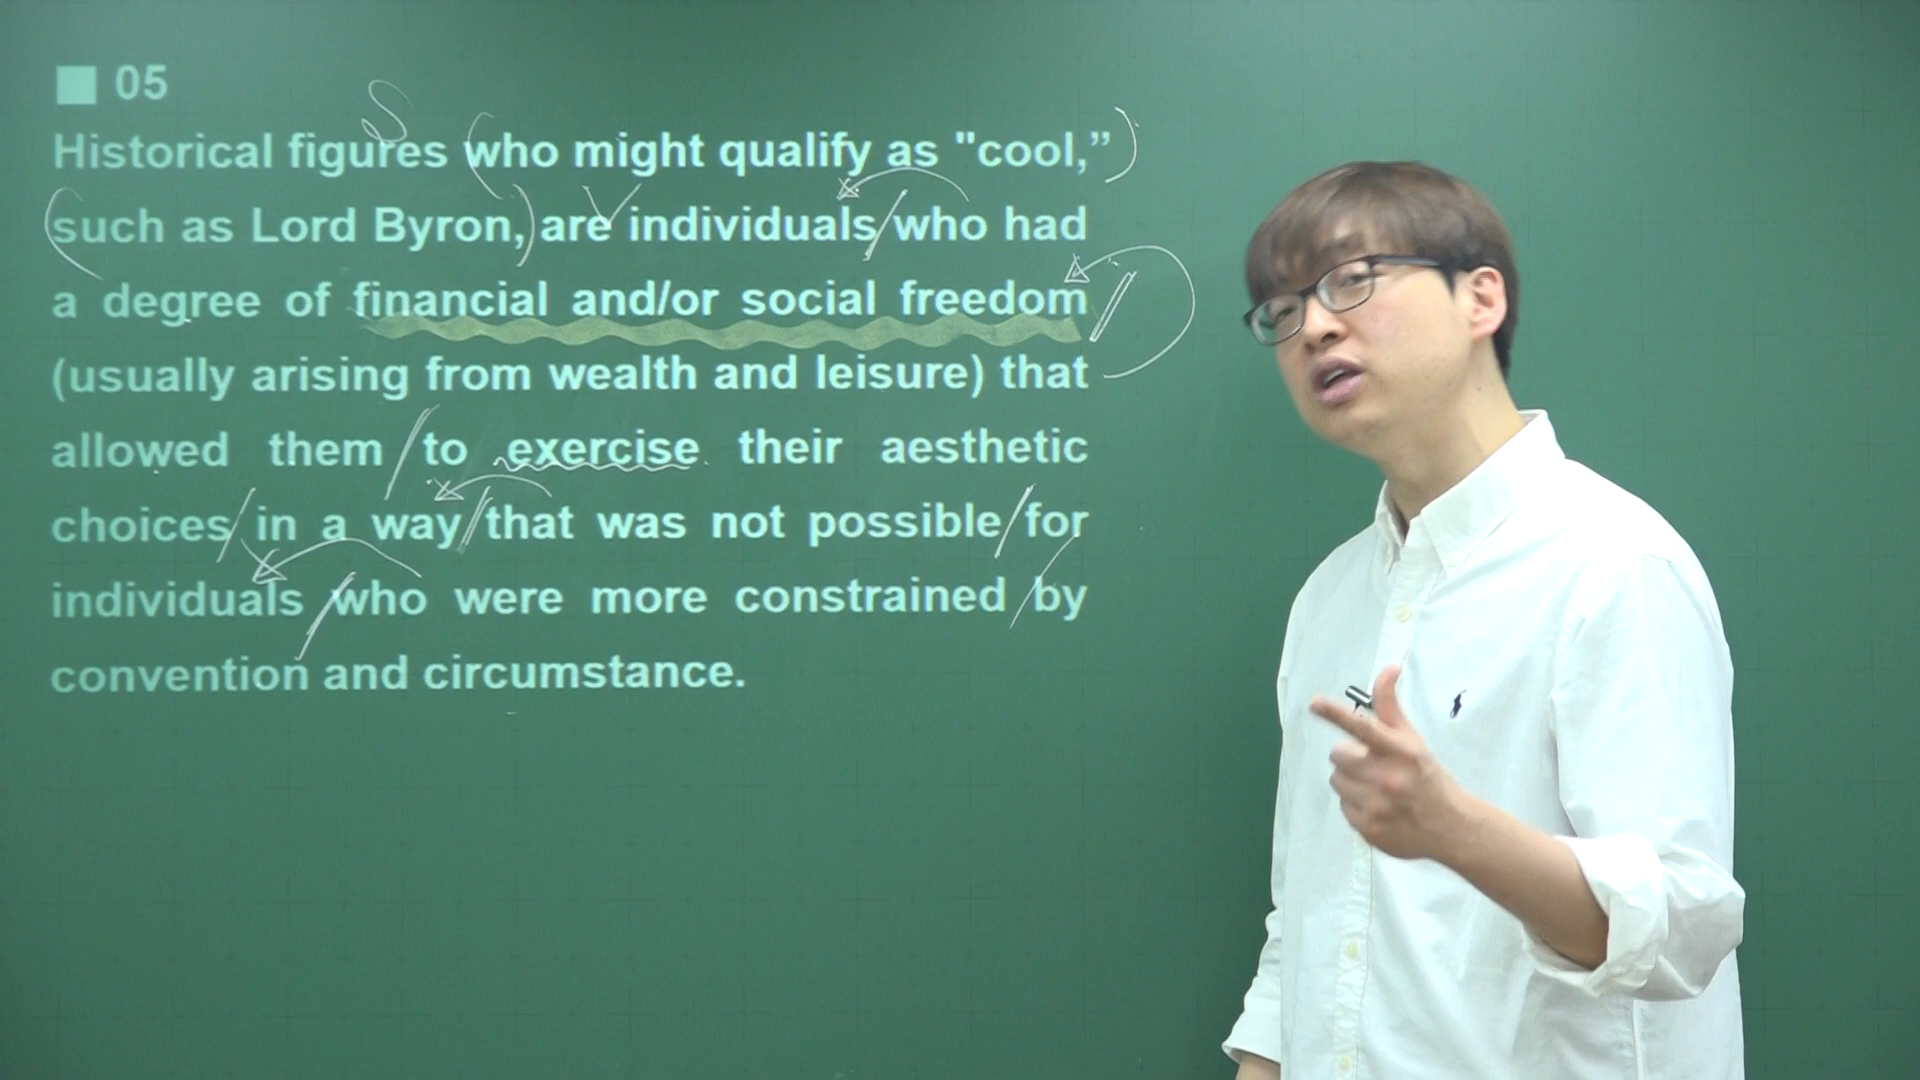 ■ 05
S
Historical figures (who might qualify as "cool,”)
(such as Lord Byron,) are individuals / who had
V
a degree of financial and/or social freedom /
(usually arising from wealth and leisure) that
allowed them / to exercise their aesthetic
choices / in a way / that was not possible / for
individuals / who were more constrained / by
convention and circumstance.